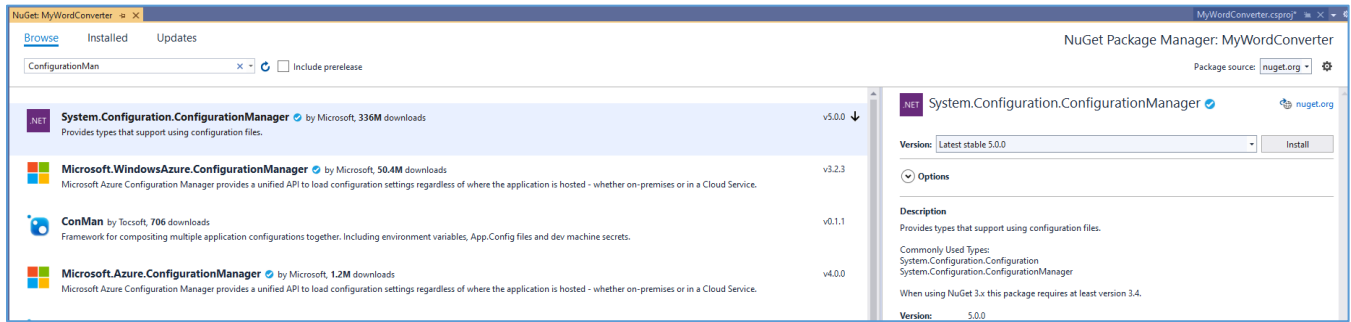 NuGet: MyWordConverter
MyWordConverter.csproj*
Browse Installed Updates
NuGet Package Manager: MyWordConverter
ConfigurationMan
Include prerelease
Package source: nuget.org
.NET
System.Configuration.ConfigurationManager by Microsoft, 336M downloads
v5.0.0
Provides types that support using configuration files.
Microsoft.WindowsAzure.ConfigurationManager by Microsoft, 50.4M downloads
v3.2.3
Microsoft Azure Configuration Manager provides a unified API to load configuration settings regardless of where the application is hosted - whether on-premises or in a Cloud Service.
ConMan by Tocsoft, 706 downloads
v0.1.1
Framework for compositing multiple application configurations together. Including environment variables, App.Config files and dev machine secrets.
Microsoft.Azure.ConfigurationManager by Microsoft, 1.2M downloads
v4.0.0
Microsoft Azure Configuration Manager provides a unified API to load configuration settings regardless of where the application is hosted - whether on-premises or in a Cloud Service.
.NET
System.Configuration.ConfigurationManager
nuget.org
Version: Latest stable 5.0.0
Install
Options
Description
Provides types that support using configuration files.
Commonly Used Types:
System.Configuration.Configuration
System.Configuration.ConfigurationManager
When using NuGet 3.x this package requires at least version 3.4.
Version: 5.0.0